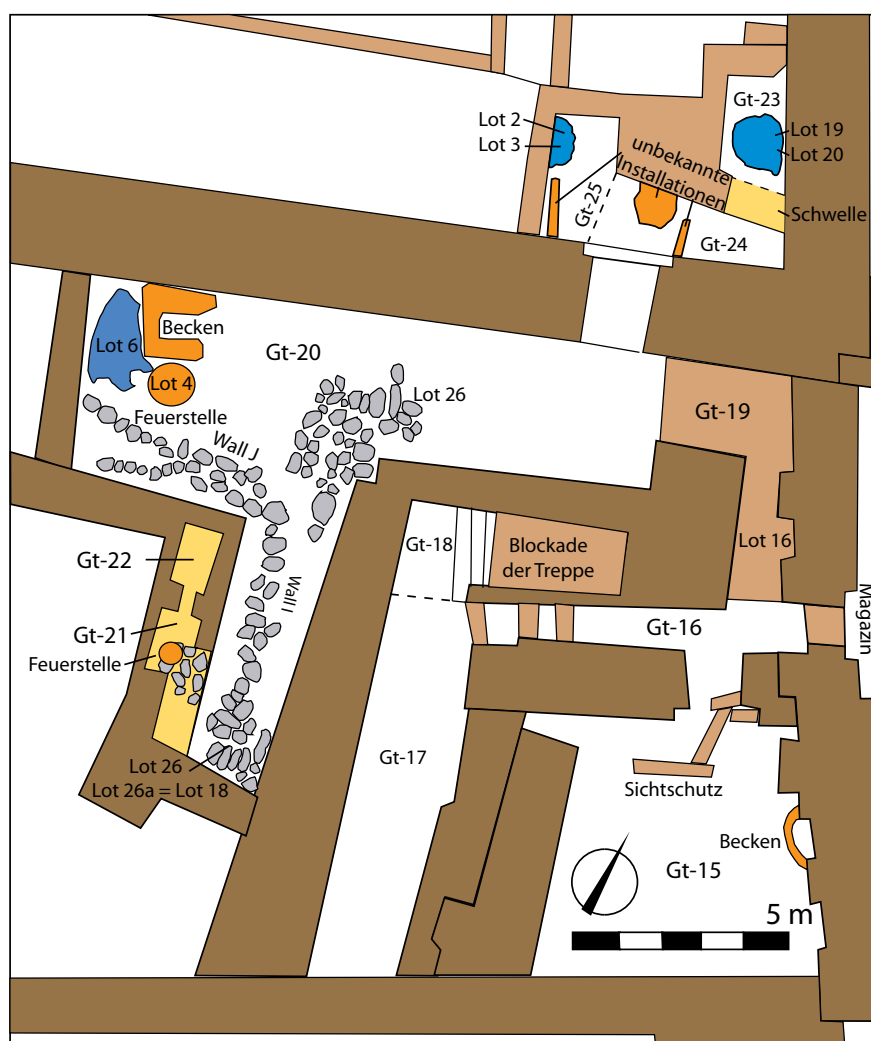 Gt-23
Lot 2
Lot 3
Lot 19
Lot 20
unbekannte
Installationen
Gt-25
Schwelle
Gt-24
Becken
Lot 6
Gt-20
Lot 4
Lot 26
Feuerstelle
Gt-19
Wall J
Gt-18
Blockade
der Treppe
Lot 16
Gt-22
Wall I
Gt-21
Gt-16
Magazin
Feuerstelle
Gt-17
Lot 26
Lot 26a = Lot 18
Sichtschutz
Becken
Gt-15
5 m